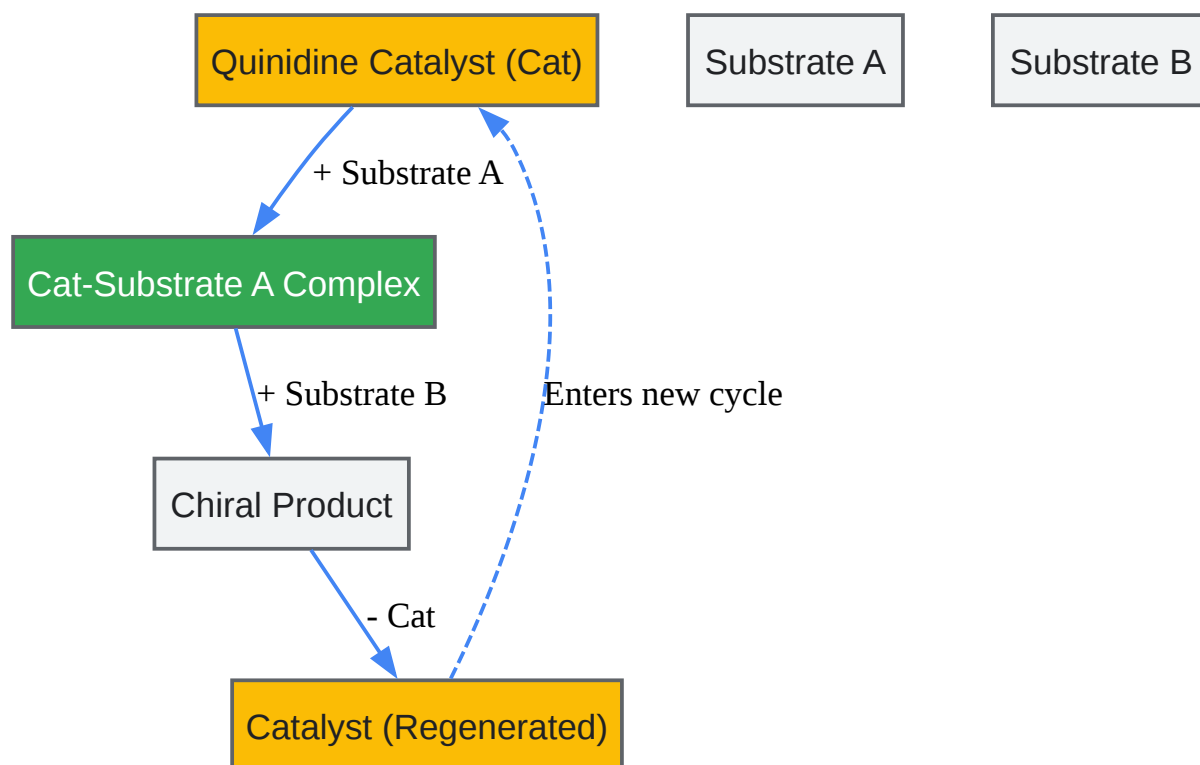 Quinidine Catalyst (Cat)
Substrate A
Substrate B
+ Substrate A
Cat-Substrate A Complex
+ Substrate B
Enters new cycle
Chiral Product
- Cat
Catalyst (Regenerated)